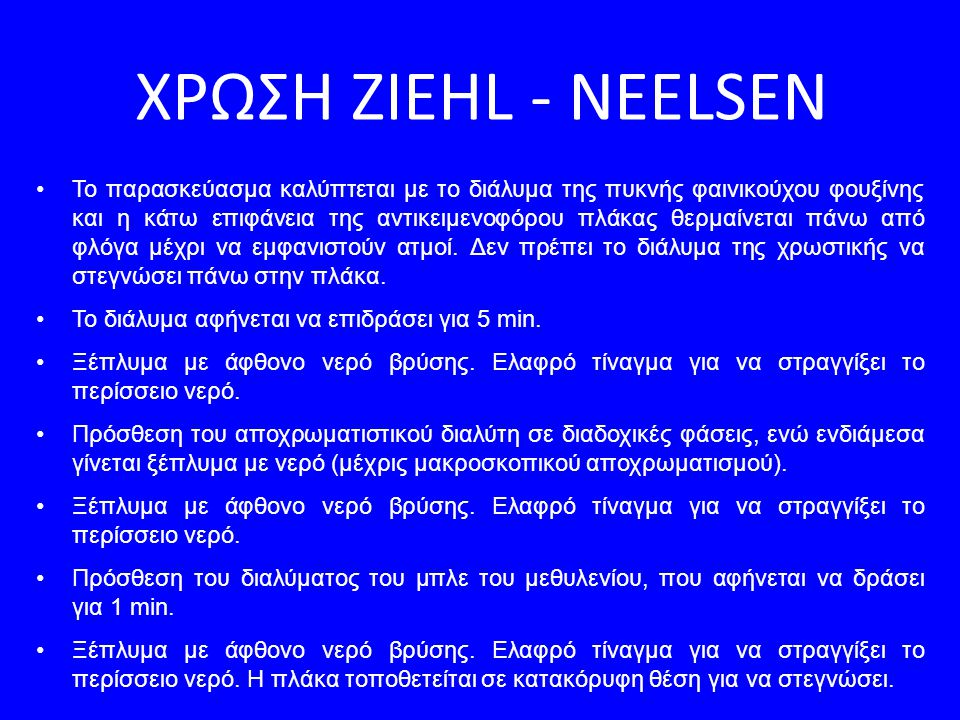 ΧΡΩΣΗ ZIEHL - NEELSEN
• Το παρασκεύασμα καλύπτεται με το διάλυμα της πυκνής φαινικούχου φουξίνης
και η κάτω επιφάνεια της αντικειμενοφόρου πλάκας θερμαίνεται πάνω από
φλόγα μέχρι να εμφανιστούν ατμοί. Δεν πρέπει το διάλυμα της χρωστικής να
στεγνώσει πάνω στην πλάκα.
• Το διάλυμα αφήνεται να επιδράσει για 5 min.
• Ξέπλυμα με άφθονο νερό βρύσης. Ελαφρό τίναγμα για να στραγγίξει το
περίσσειο νερό.
• Πρόσθεση του αποχρωματιστικού διαλύτη σε διαδοχικές φάσεις, ενώ ενδιάμεσα
γίνεται ξέπλυμα με νερό (μέχρις μακροσκοπικού αποχρωματισμού).
• Ξέπλυμα με άφθονο νερό βρύσης. Ελαφρό τίναγμα για να στραγγίξει το
περίσσειο νερό.
• Πρόσθεση του διαλύματος του μπλε του μεθυλενίου, που αφήνεται να δράσει
για 1 min.
• Ξέπλυμα με άφθονο νερό βρύσης. Ελαφρό τίναγμα για να στραγγίξει το
περίσσειο νερό. Η πλάκα τοποθετείται σε κατακόρυφη θέση για να στεγνώσει.